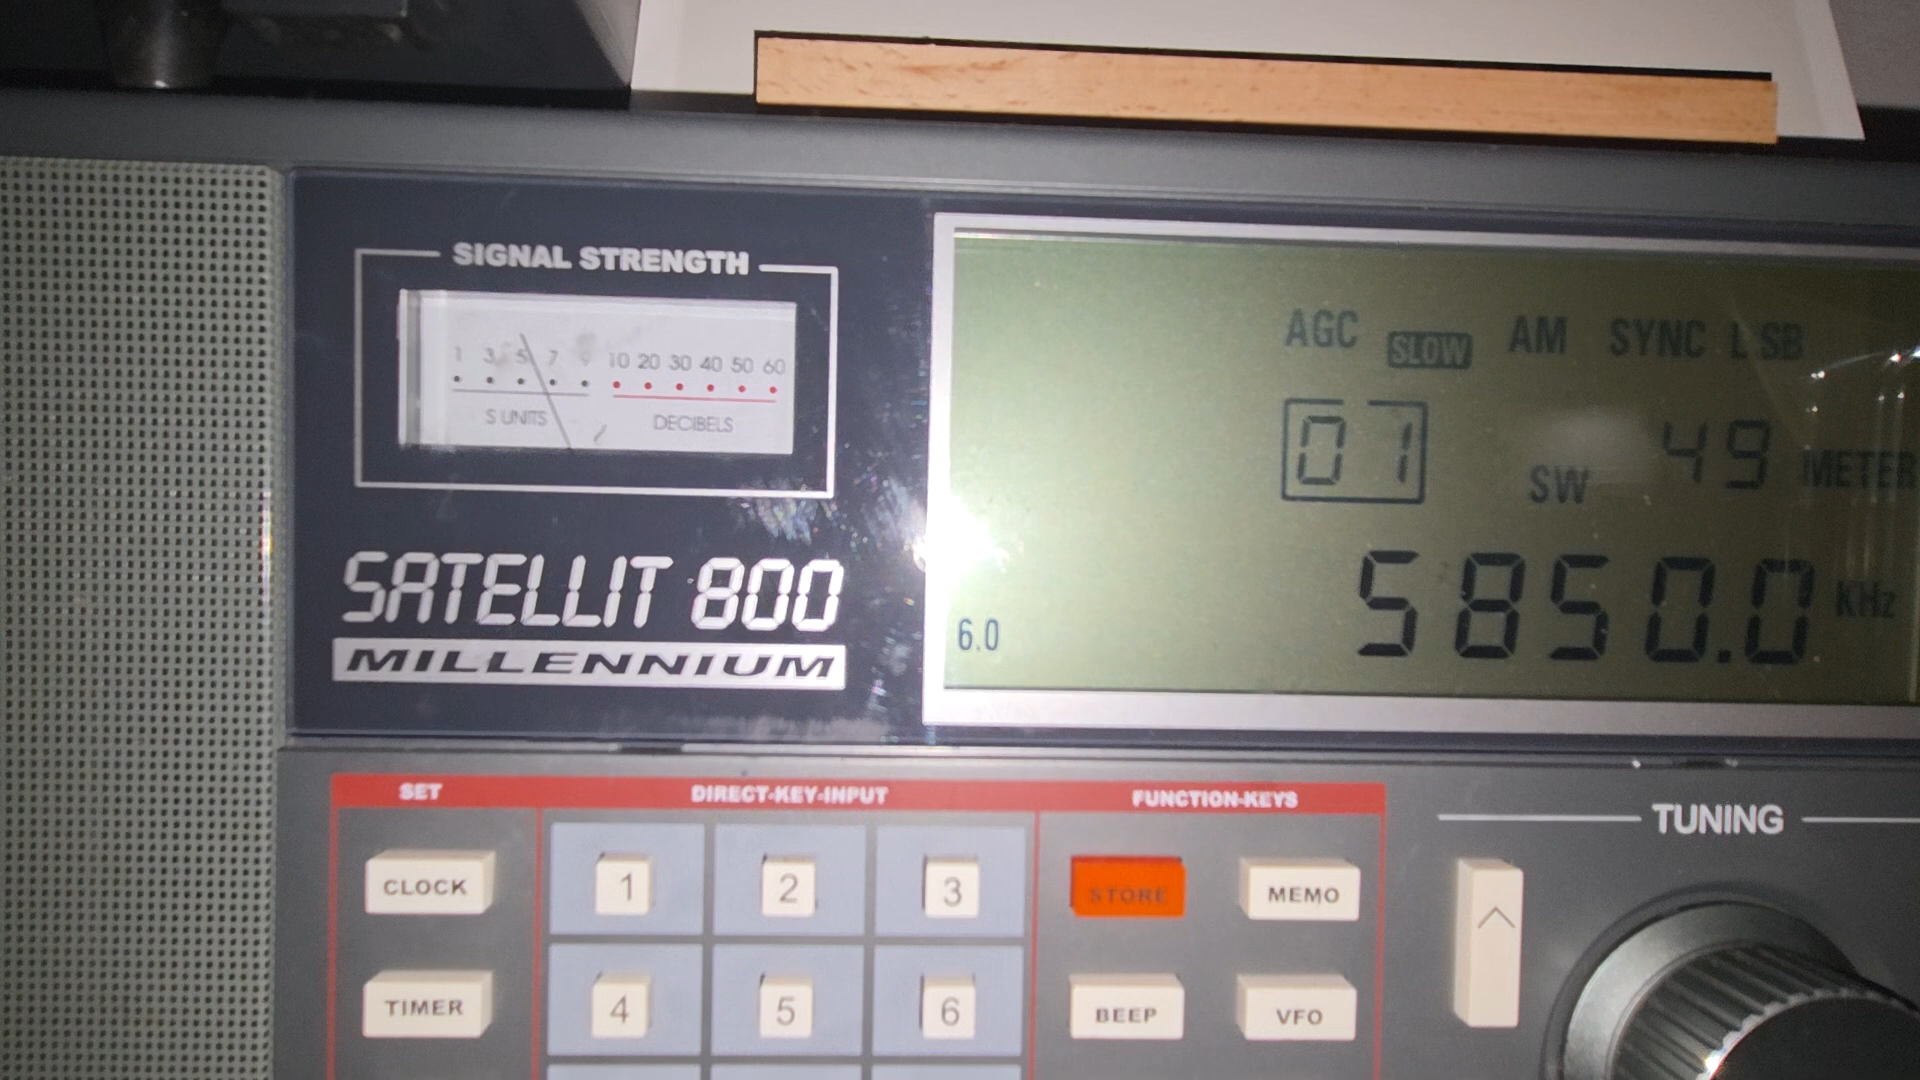 SIGNAL STRENGTH
1 3 5 7 9 10 20 30 40 50 60
S UNITS DECIBELS
SATELLIT 800
MILLENNIUM
AGC SLOW AM SYNC LSB
01 SW 49 METER
6.0 5850.0 KHz
SET DIRECT-KEY-INPUT FUNCTION-KEYS
TUNING
CLOCK 1 2 3 STORE MEMO
TIMER 4 5 6 BEEP VFO